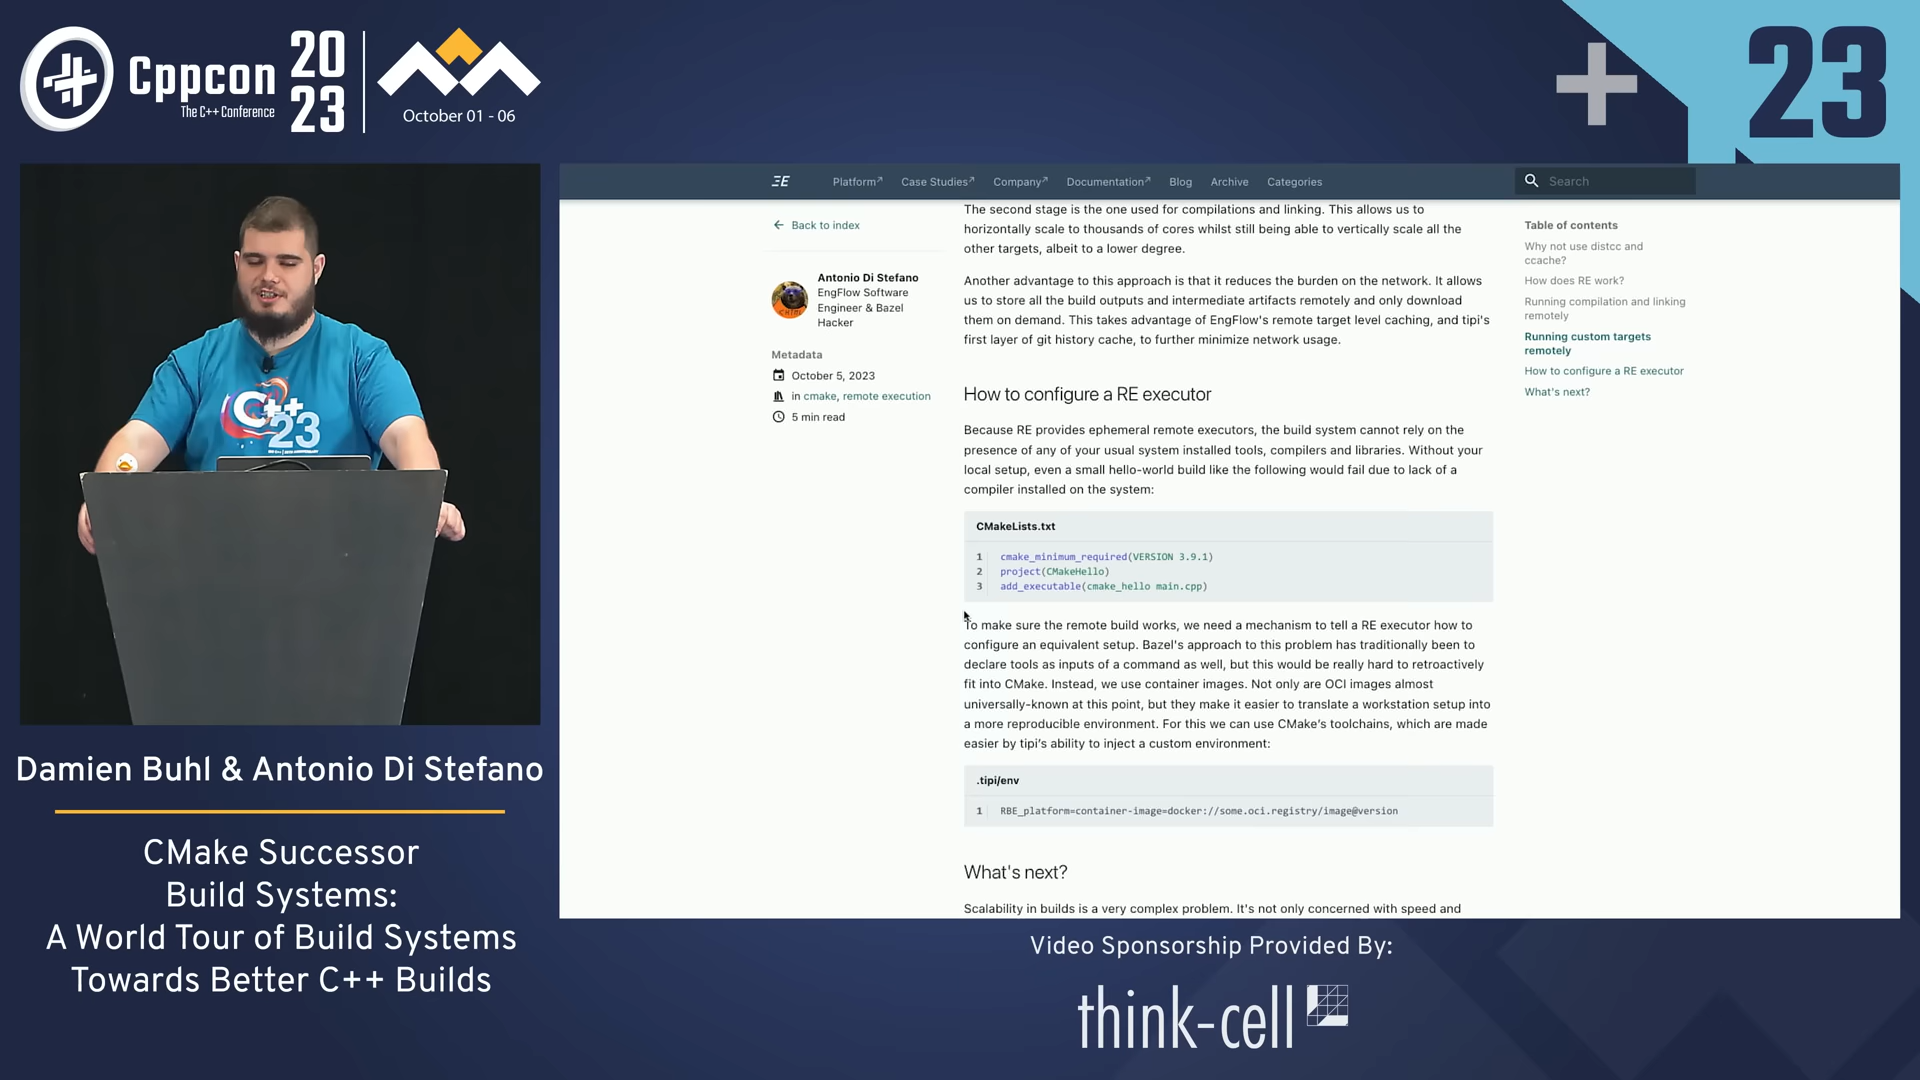 Cppcon
The C++ Conference
20
23
October 01 - 06
23
Platform
Case Studies
Company
Documentation
Blog
Archive
Categories
Search
Back to index
Antonio Di Stefano
EngFlow Software
Engineer & Bazel
Hacker
Metadata
October 5, 2023
in cmake, remote execution
5 min read
The second stage is the one used for compilations and linking. This allows us to
horizontally scale to thousands of cores whilst still being able to vertically scale all the
other targets, albeit to a lower degree.
Another advantage to this approach is that it reduces the burden on the network. It allows
us to store all the build outputs and intermediate artifacts remotely and only download
them on demand. This takes advantage of EngFlow's remote target level caching, and tipi's
first layer of git history cache, to further minimize network usage.
How to configure a RE executor
Because RE provides ephemeral remote executors, the build system cannot rely on the
presence of any of your usual system installed tools, compilers and libraries. Without your
local setup, even a small hello-world build like the following would fail due to lack of a
compiler installed on the system:
CMakeLists.txt
1 cmake_minimum_required(VERSION 3.9.1)
2 project(CMakeHello)
3 add_executable(cmake_hello main.cpp)
To make sure the remote build works, we need a mechanism to tell a RE executor how to
configure an equivalent setup. Bazel's approach to this problem has traditionally been to
declare tools as inputs of a command as well, but this would be really hard to retroactively
fit into CMake. Instead, we use container images. Not only are OCI images almost
universally-known at this point, but they make it easier to translate a workstation setup into
a more reproducible environment. For this we can use CMake's toolchains, which are made
easier by tipi's ability to inject a custom environment:
.tipi/env
1 RBE_platform=container-image=docker://some.oci.registry/image@version
What's next?
Scalability in builds is a very complex problem. It's not only concerned with speed and
Table of contents
Why not use distcc and
ccache?
How does RE work?
Running compilation and linking
remotely
Running custom targets
remotely
How to configure a RE executor
What's next?
C++
23
Damien Buhl & Antonio Di Stefano
CMake Successor
Build Systems:
A World Tour of Build Systems
Towards Better C++ Builds
Video Sponsorship Provided By:
think-cell